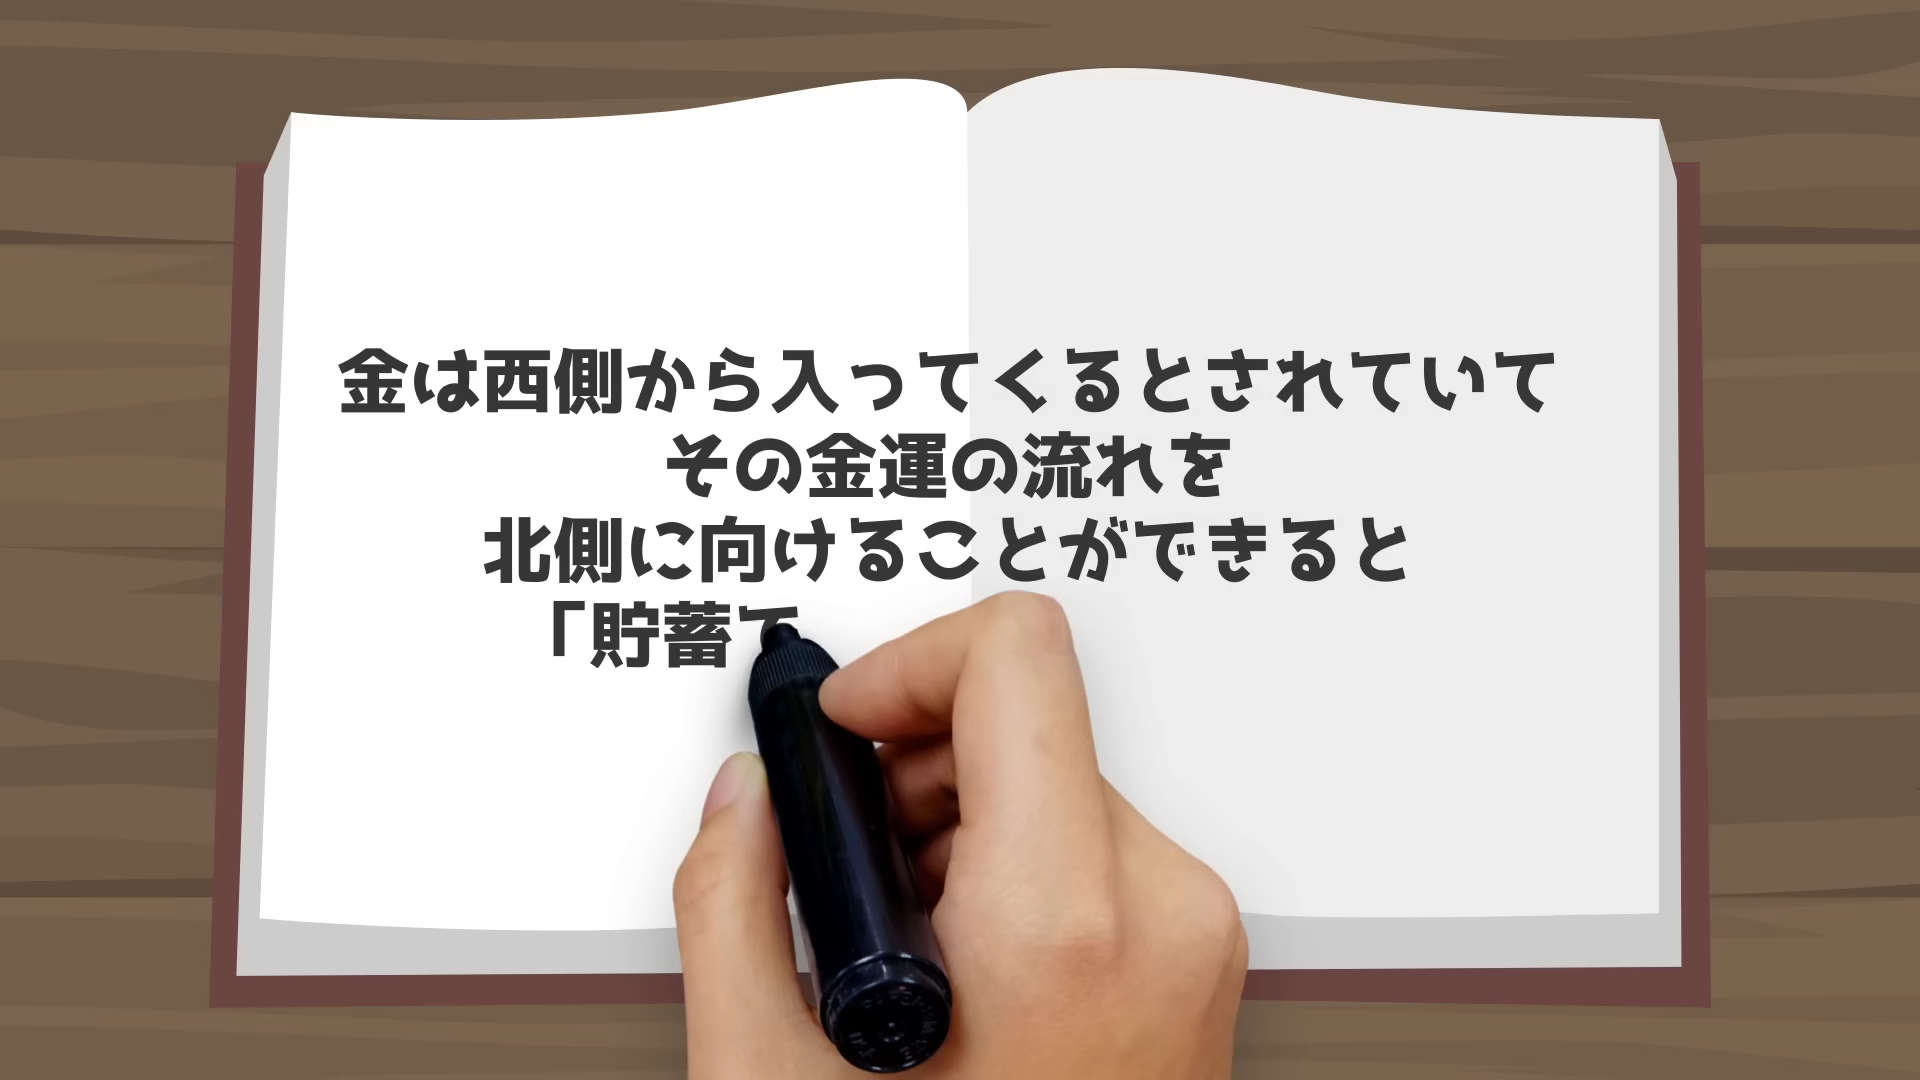 金は西側から入ってくるとされていて
その金運の流れを
北側に向けることができると
「貯蓄